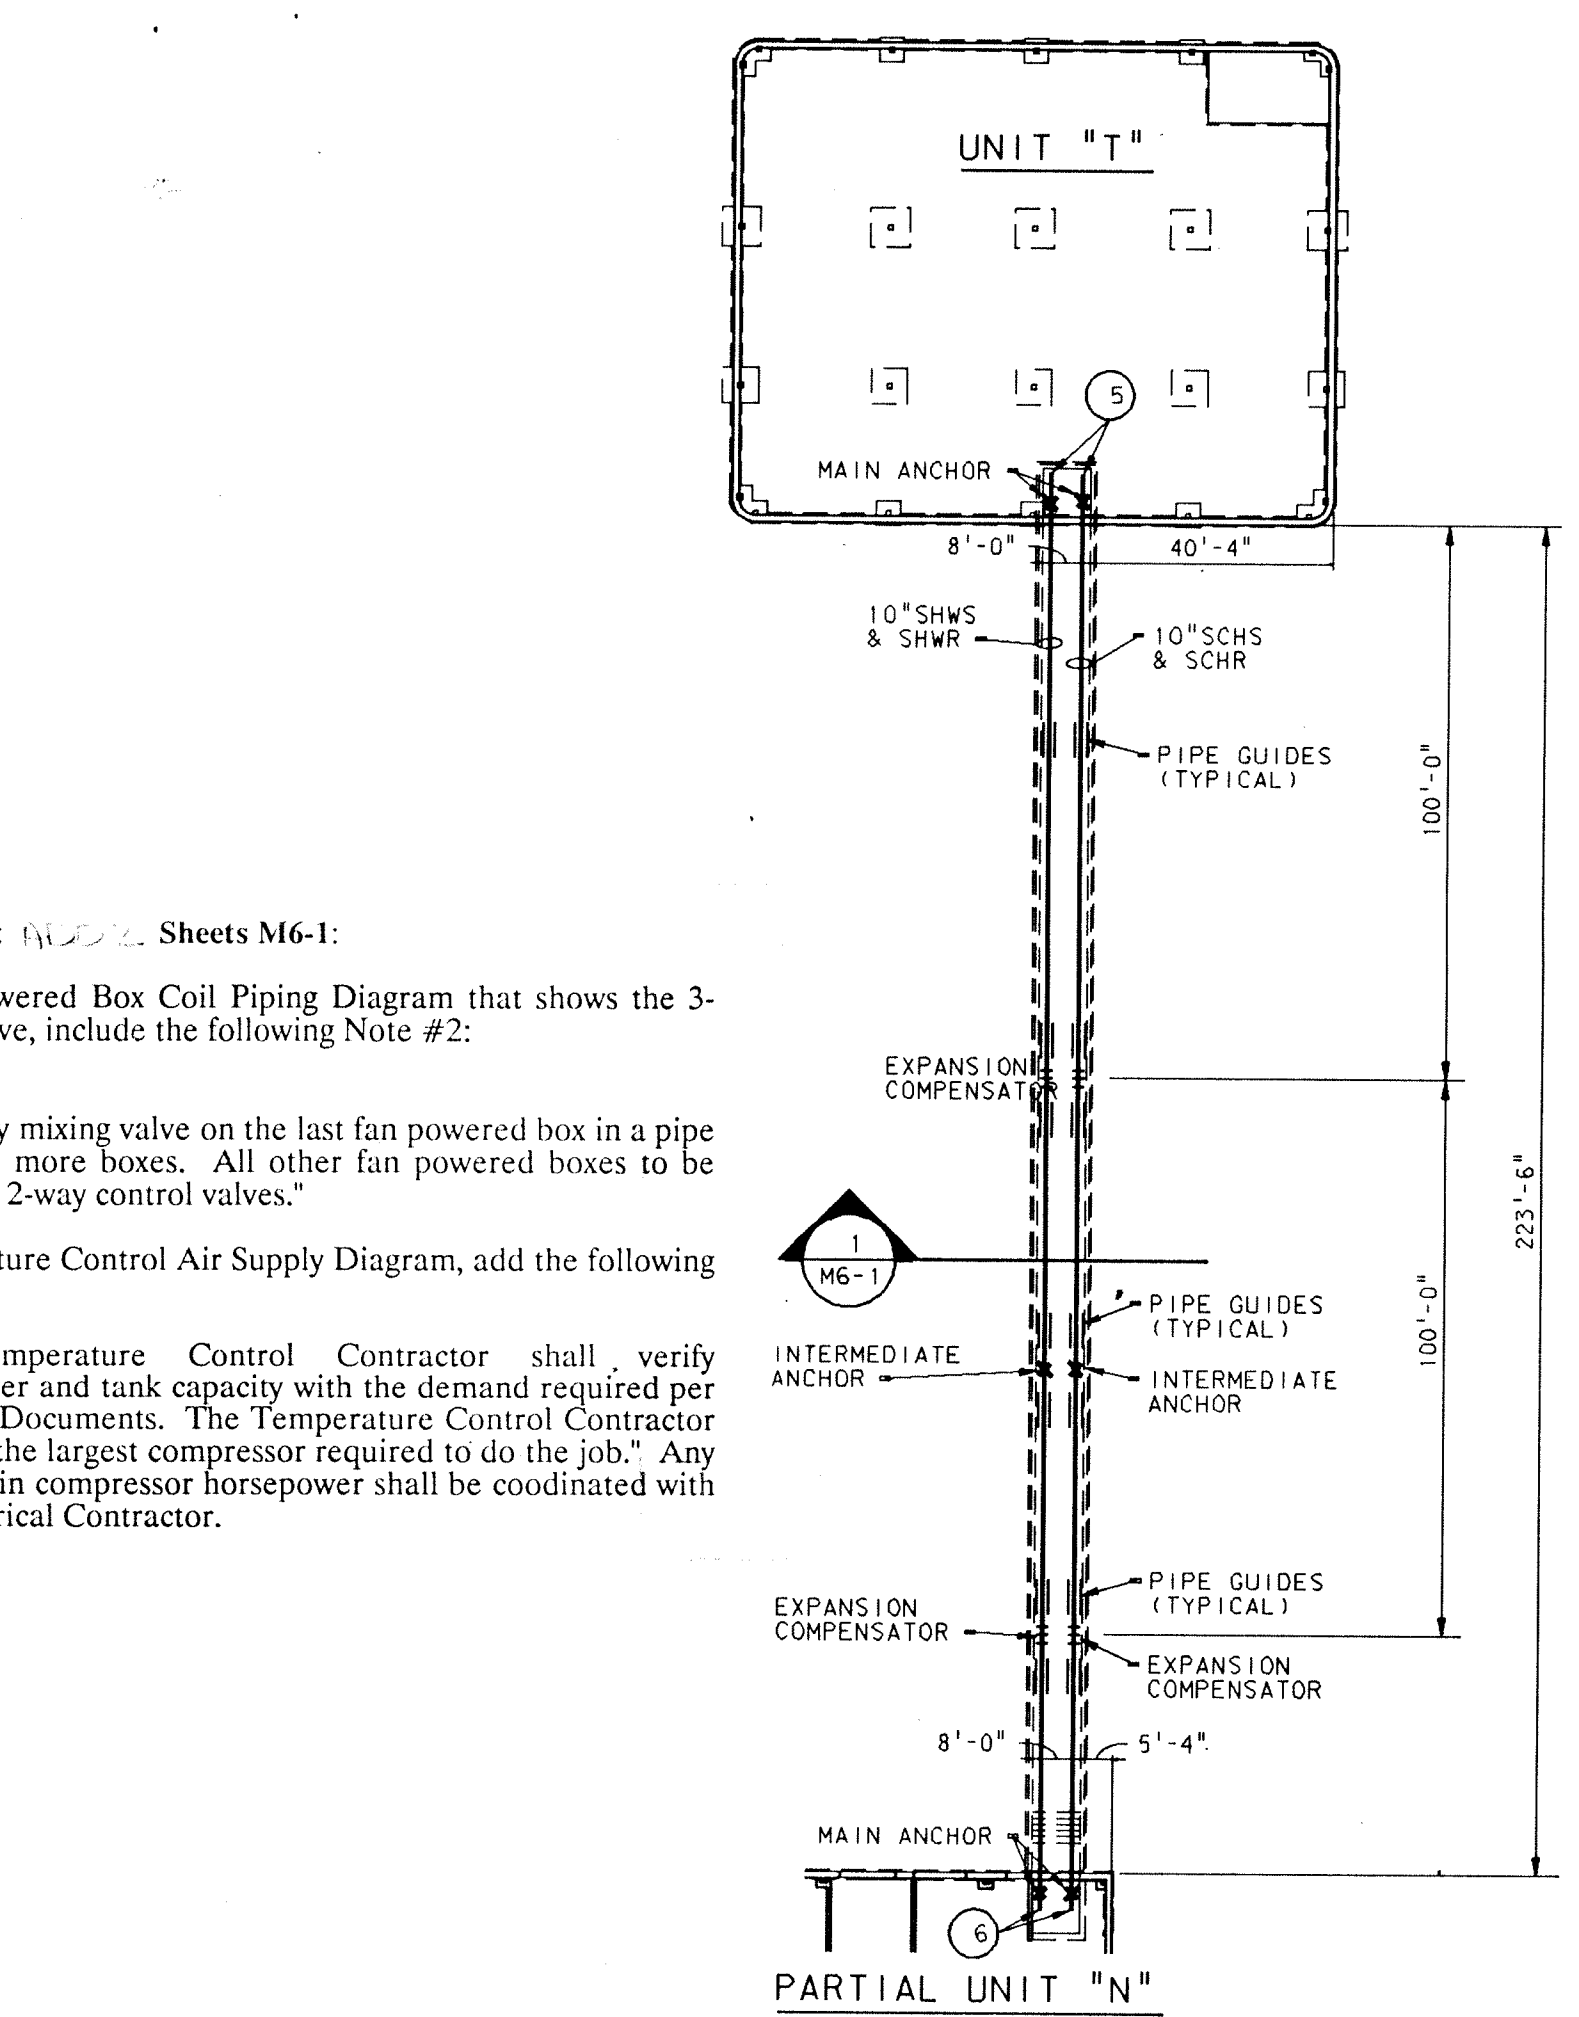 UNIT "T"
5
MAIN ANCHOR
8'-0"
40'-4"
10"SHWS
& SHWR
10"SCHS
& SCHR
PIPE GUIDES
(TYPICAL)
100'-0"
Sheets M6-1:
wered Box Coil Piping Diagram that shows the 3-
ve, include the following Note #2:
y mixing valve on the last fan powered box in a pipe
more boxes. All other fan powered boxes to be
2-way control valves."
ture Control Air Supply Diagram, add the following
mperature Control Contractor shall verify
er and tank capacity with the demand required per
Documents. The Temperature Control Contractor
the largest compressor required to do the job." Any
in compressor horsepower shall be coodinated with
rical Contractor.
EXPANSION
COMPENSATOR
223'-6"
1
M6-1
PIPE GUIDES
(TYPICAL)
100'-0"
INTERMEDIATE
ANCHOR
INTERMEDIATE
ANCHOR
PIPE GUIDES
(TYPICAL)
EXPANSION
COMPENSATOR
EXPANSION
COMPENSATOR
8'-0"
5'-4"
MAIN ANCHOR
6
PARTIAL UNIT "N"